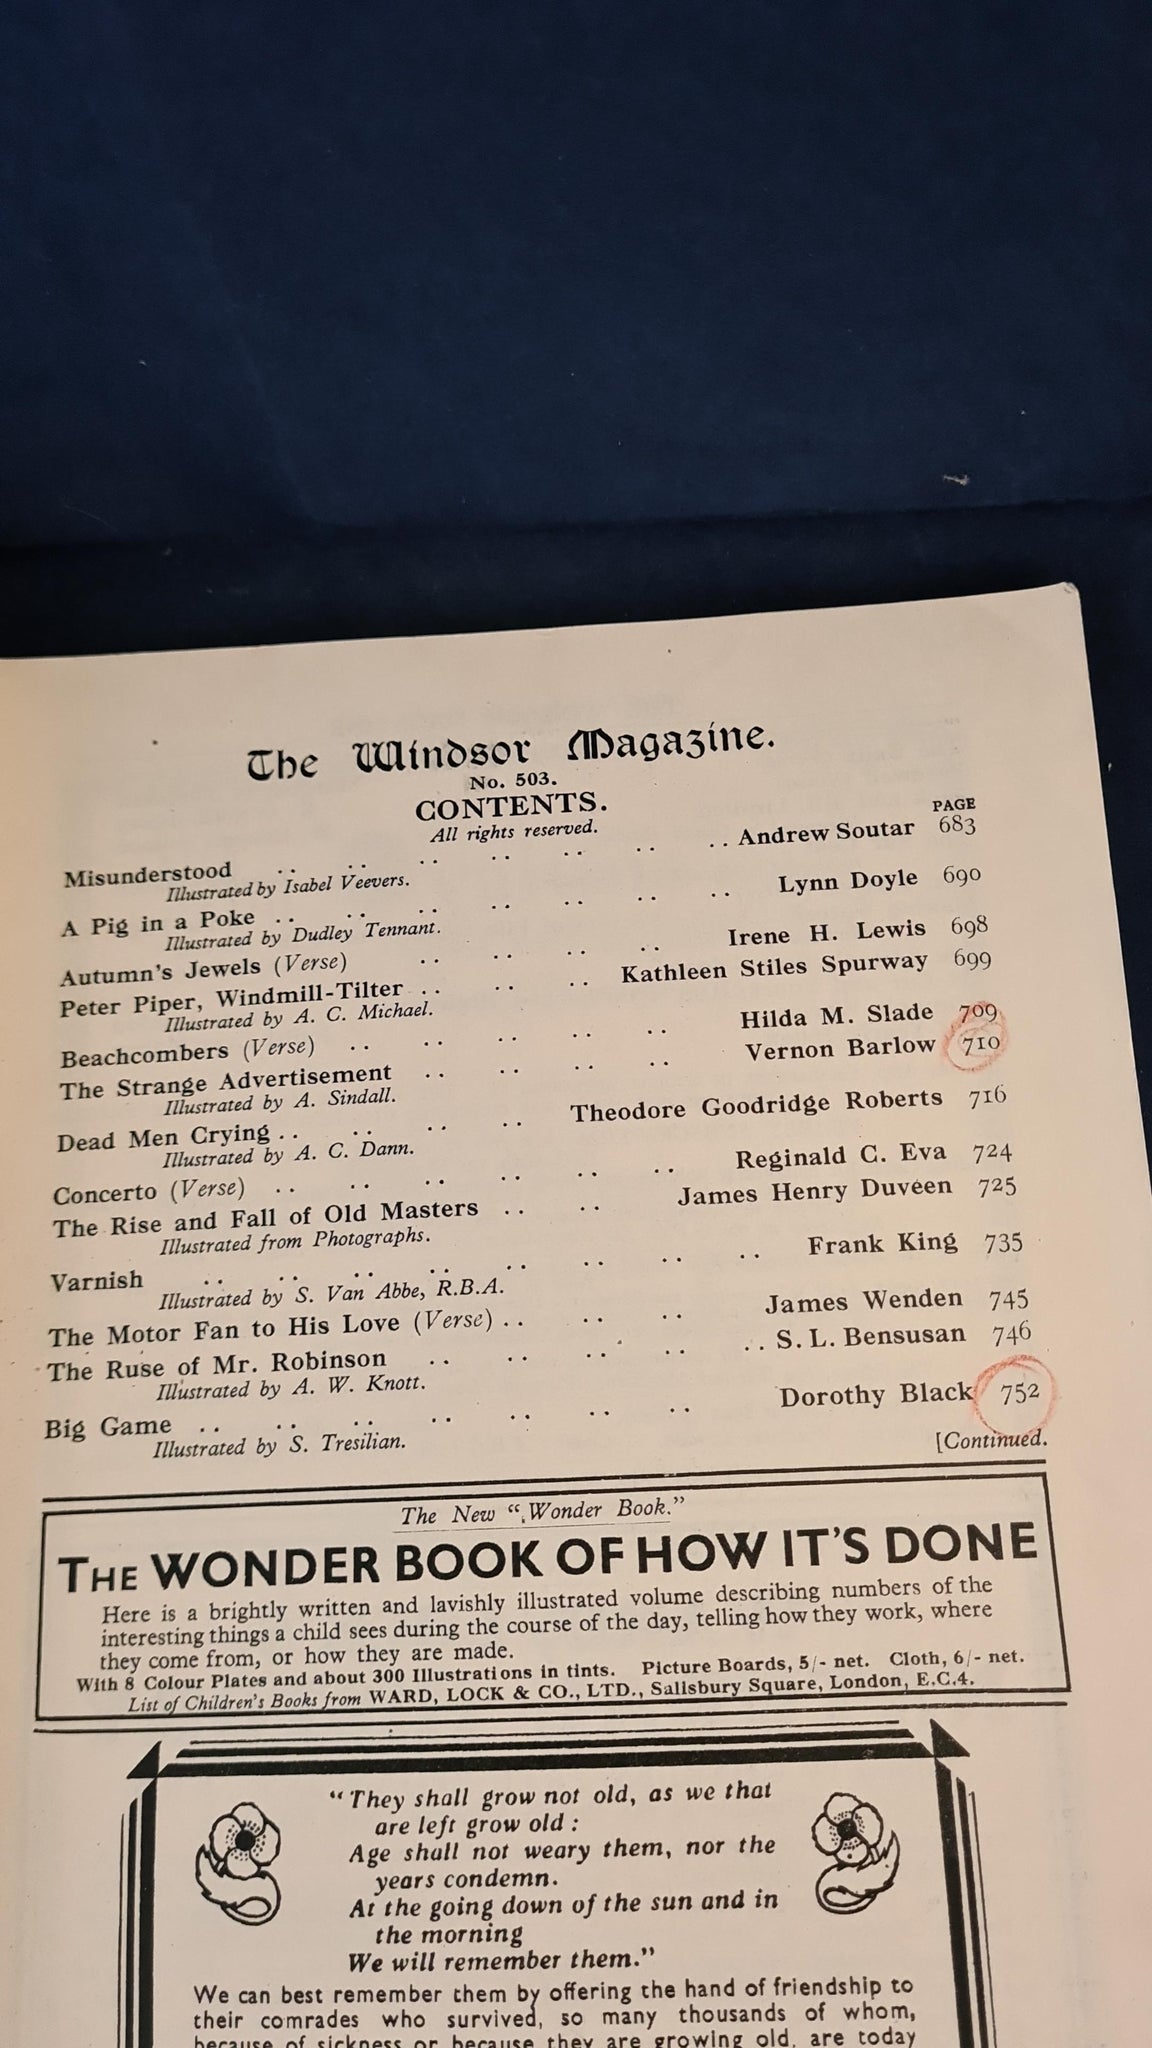 The Windsor Magazine.
No. 503.
CONTENTS.
All rights reserved.
PAGE
Misunderstood .. .. .. .. .. .. .. Andrew Soutar 683
Illustrated by Isabel Veevers.
A Pig in a Poke .. .. .. .. .. .. .. Lynn Doyle 690
Illustrated by Dudley Tennant.
Autumn's Jewels (Verse) .. .. .. .. Irene H. Lewis 698
Peter Piper, Windmill-Tilter .. .. .. Kathleen Stiles Spurway 699
Illustrated by A. C. Michael.
Beachcombers (Verse) .. .. .. .. .. Hilda M. Slade 709
The Strange Advertisement .. .. .. .. Vernon Barlow 710
Illustrated by A. Sindall.
Dead Men Crying .. .. .. .. Theodore Goodridge Roberts 716
Illustrated by A. C. Dann.
Concerto (Verse) .. .. .. .. .. .. Reginald C. Eva 724
The Rise and Fall of Old Masters .. .. James Henry Duveen 725
Illustrated from Photographs.
Varnish .. .. .. .. .. .. .. .. Frank King 735
Illustrated by S. Van Abbe, R.B.A.
The Motor Fan to His Love (Verse) .. .. .. James Wenden 745
The Ruse of Mr. Robinson .. .. .. .. .. S. L. Bensusan 746
Illustrated by A. W. Knott.
Big Game .. .. .. .. .. .. .. Dorothy Black 752
Illustrated by S. Tresilian.
[Continued.
The New "Wonder Book."
THE WONDER BOOK OF HOW IT'S DONE
Here is a brightly written and lavishly illustrated volume describing numbers of the
interesting things a child sees during the course of the day, telling how they work, where
they come from, or how they are made.
With 8 Colour Plates and about 300 Illustrations in tints. Picture Boards, 5/- net. Cloth, 6/- net.
List of Children's Books from WARD, LOCK & CO., LTD., Salisbury Square, London, E.C.4.
"They shall grow not old, as we that
are left grow old :
Age shall not weary them, nor the
years condemn.
At the going down of the sun and in
the morning
We will remember them."
We can best remember them by offering the hand of friendship to
their comrades who survived, so many thousands of whom,
because of sickness or because they are growing old, are today